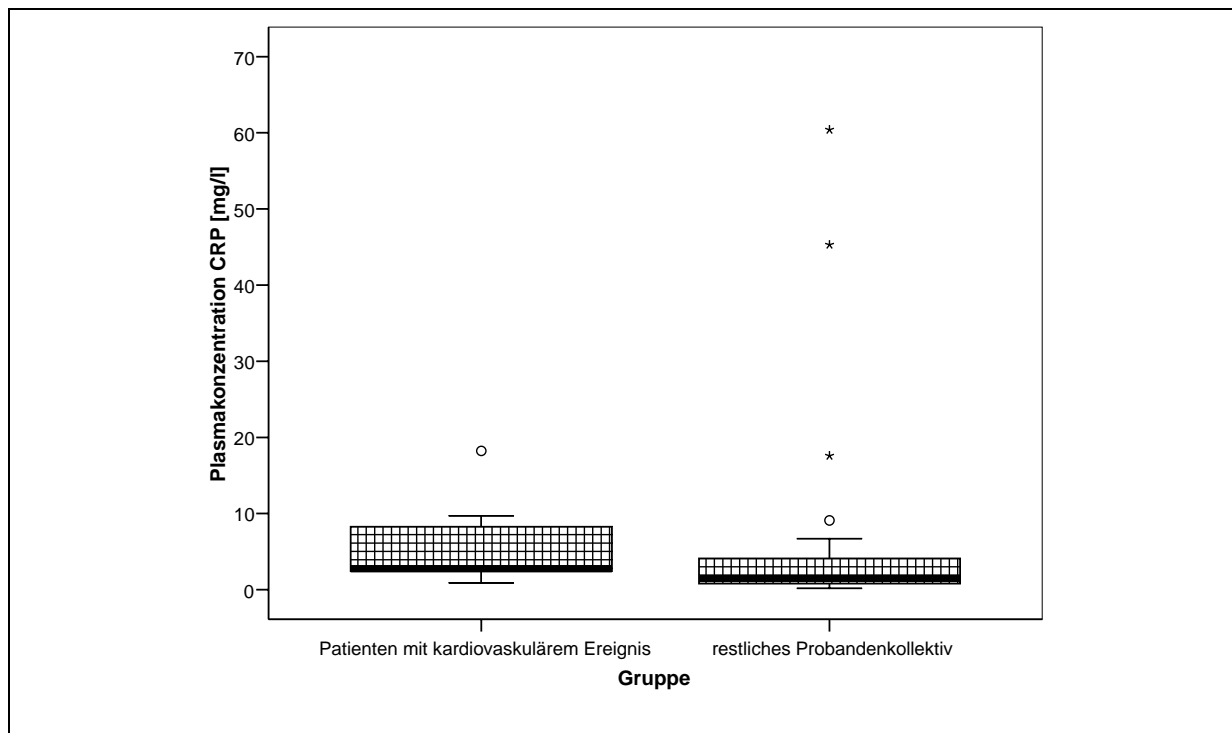 Plasmakonzentration CRP [mg/l]
70
60
50
40
30
20
10
0
Patienten mit kardiovaskulärem Ereignis
restliches Probandenkollektiv
Gruppe